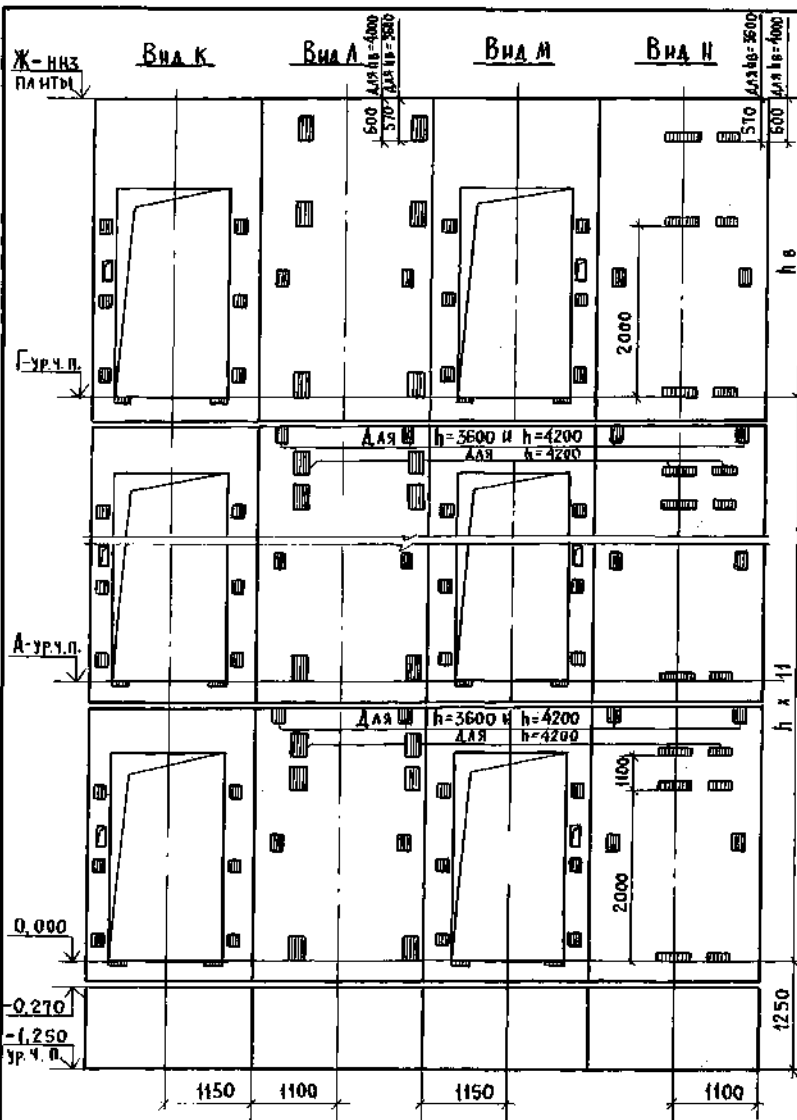 Вид К
Вид Л
Вид М
Вид Н
Ж-низ
плиты
600
для hв=4000
570
для hв=3600
570
для hв=3600
600
для hв=4000
hв
2000
Г-ур.ч.п.
Для h=3600 и h=4200
для h=4200
А-ур.ч.п.
h x 11
Для h=3600 и h=4200
для h=4200
1100
2000
0,000
-0,270
-1,250
ур.ч.п.
1250
1150
1100
1150
1100